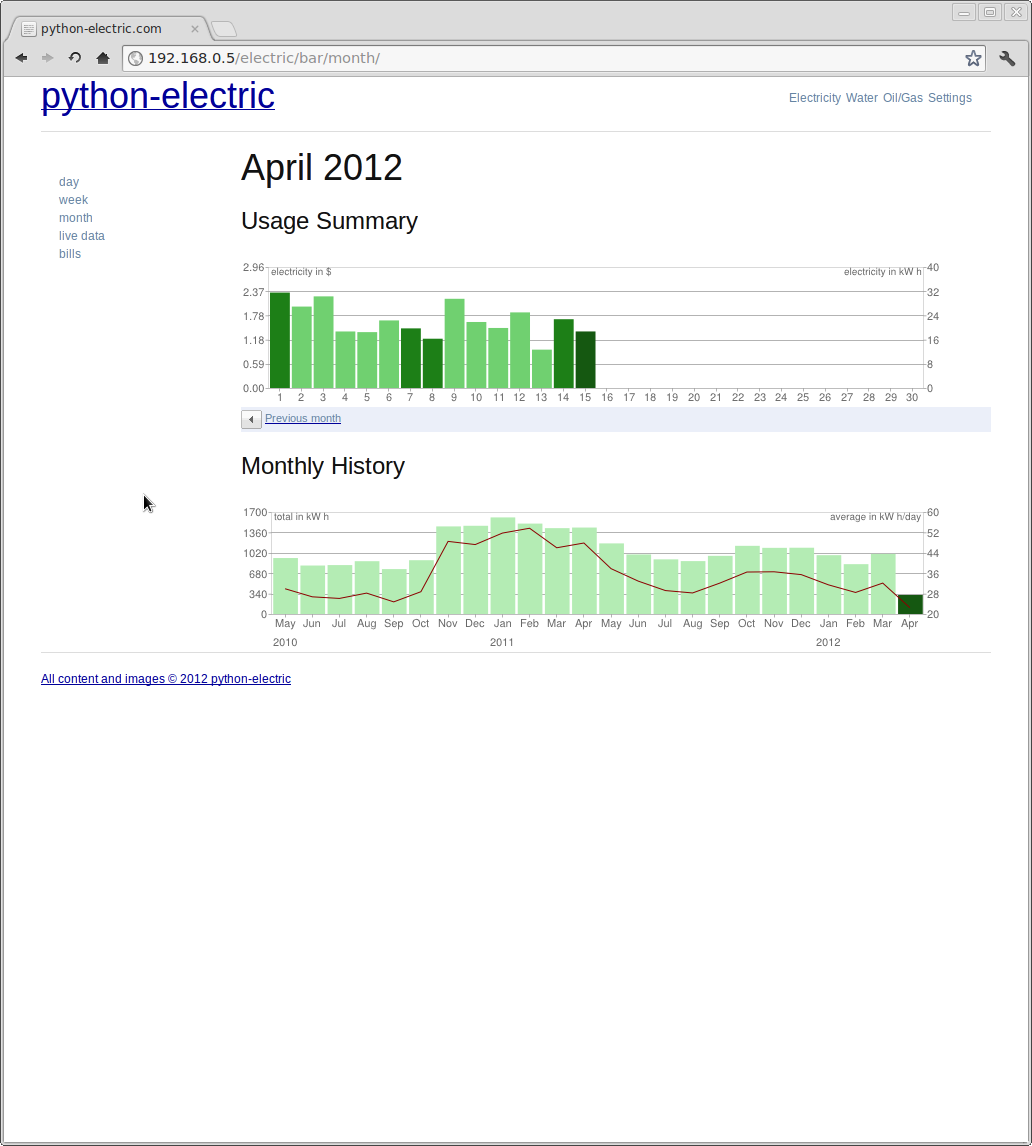 python-electric.com
192.168.0.5/electric/bar/month/
python-electric
Electricity Water Oil/Gas Settings
day
week
month
live data
bills
April 2012
Usage Summary
electricity in $ electricity in kW h
2.96 40
2.37 32
1.78 24
1.18 16
0.59 8
0.00 0
1 2 3 4 5 6 7 8 9 10 11 12 13 14 15 16 17 18 19 20 21 22 23 24 25 26 27 28 29 30
Previous month
Monthly History
total in kW h average in kW h/day
1700 60
1360 52
1020 44
680 36
340 28
0 20
May Jun Jul Aug Sep Oct Nov Dec Jan Feb Mar Apr May Jun Jul Aug Sep Oct Nov Dec Jan Feb Mar Apr
2010 2011 2012
All content and images © 2012 python-electric